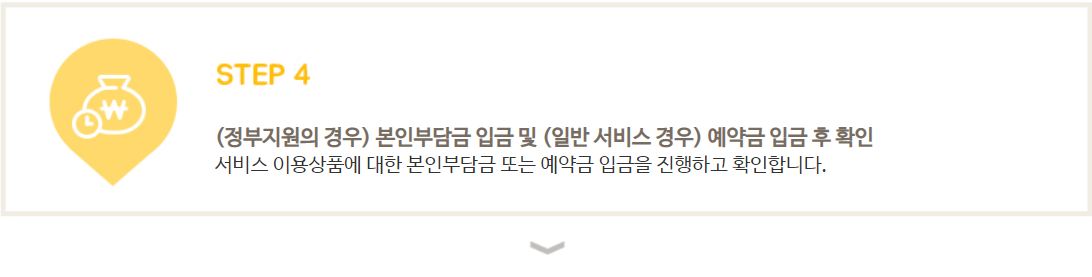 STEP 4
(정부지원의 경우) 본인부담금 입금 및 (일반 서비스 경우) 예약금 입금 후 확인
서비스 이용상품에 대한 본인부담금 또는 예약금 입금을 진행하고 확인합니다.